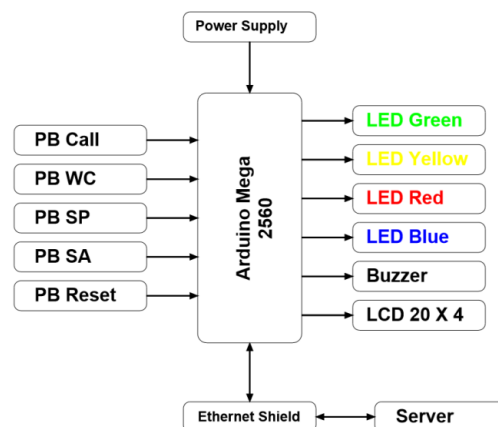 Power Supply
PB Call
PB WC
PB SP
PB SA
PB Reset
Arduino Mega
2560
LED Green
LED Yellow
LED Red
LED Blue
Buzzer
LCD 20 X 4
Ethernet Shield
Server